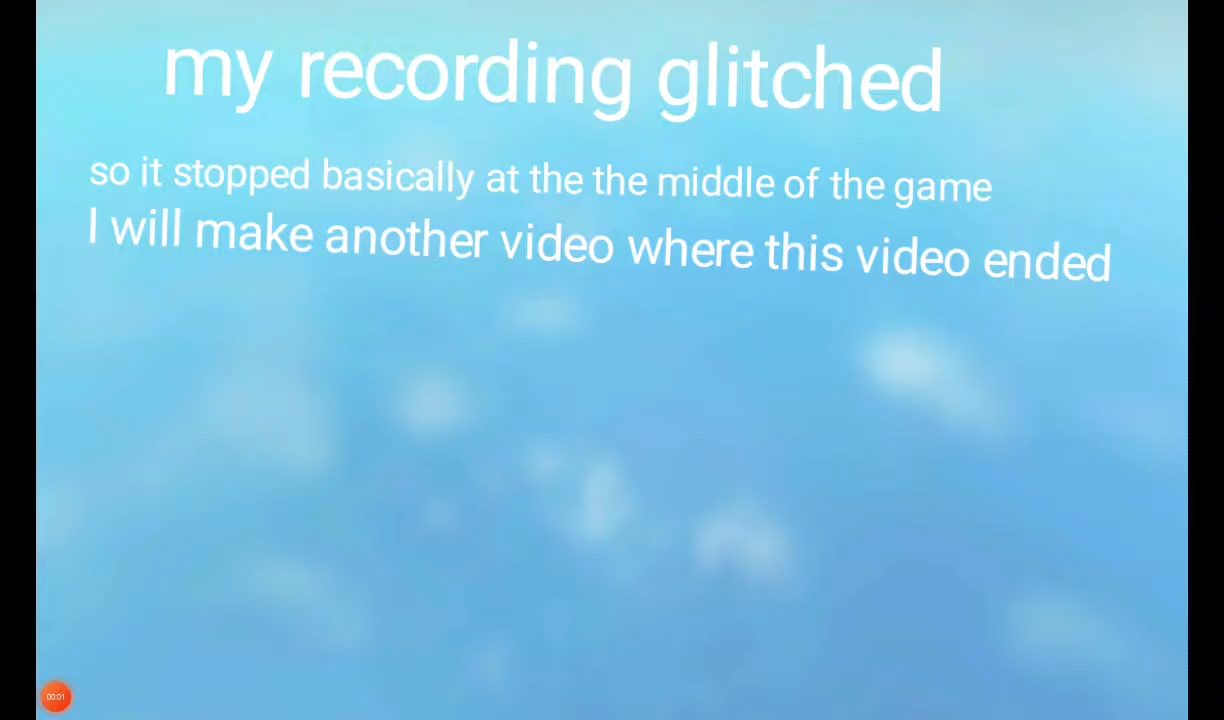 my recording glitched
so it stopped basically at the the middle of the game
I will make another video where this video ended
00:01